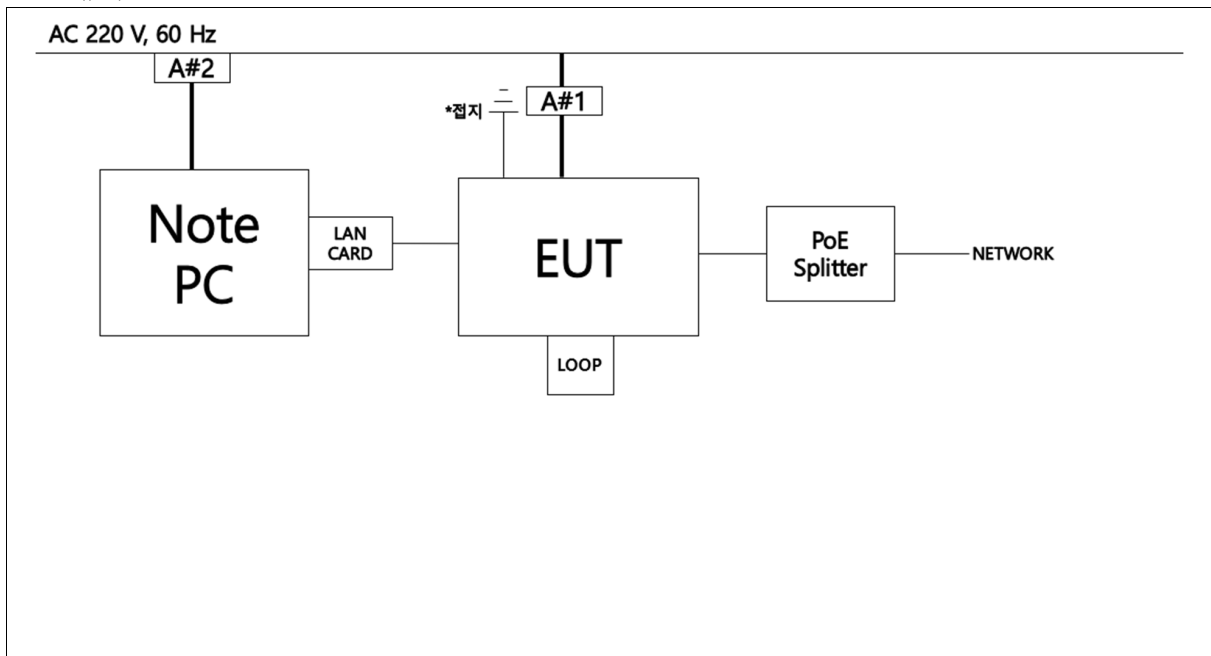 AC 220 V, 60 Hz
A#2
A#1
*접지
Note
PC
LAN
CARD
EUT
PoE
Splitter
NETWORK
LOOP